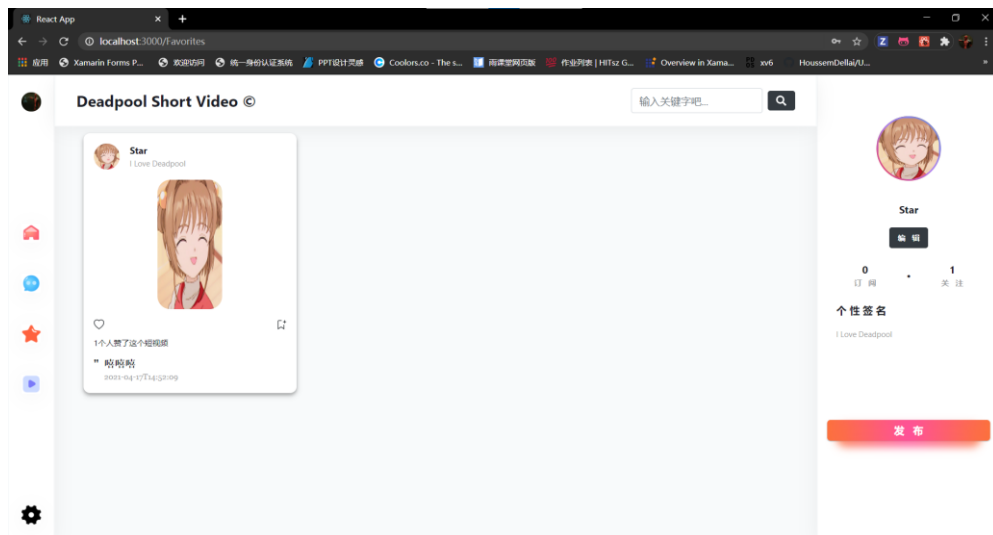 React App
localhost:3000/Favorites
应用
Xamarin Forms P...
欢迎访问
统一身份认证系统
PPT设计灵感
Coolors.co - The s...
雨课堂网页版
作业列表 | HITsz G...
Overview in Xama...
xv6
HoussemDellai/U...
Deadpool Short Video ©
输入关键字吧...
Star
I Love Deadpool
1个人赞了这个短视频
" 嘻嘻嘻
2021-04-17T14:52:09
Star
编 辑
0
订 阅
1
关 注
个性签名
I Love Deadpool
发 布